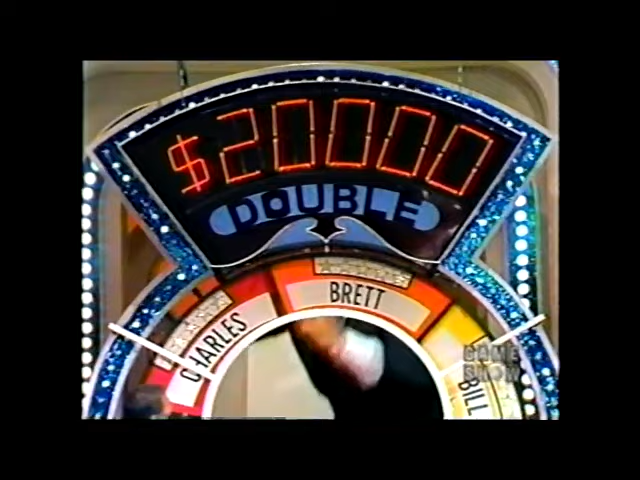 $20000
DOUBLE
CHARLES
BRETT
BILL
GAME
SHOW